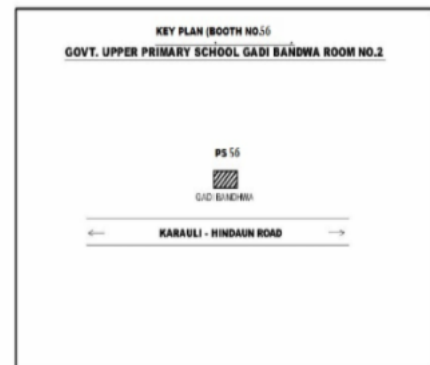 KEY PLAN (BOOTH NO.56
GOVT. UPPER PRIMARY SCHOOL GADI BANDWA ROOM NO.2
PS 56
GADI BANDHWA
← KARAULI - HINDAUN ROAD →